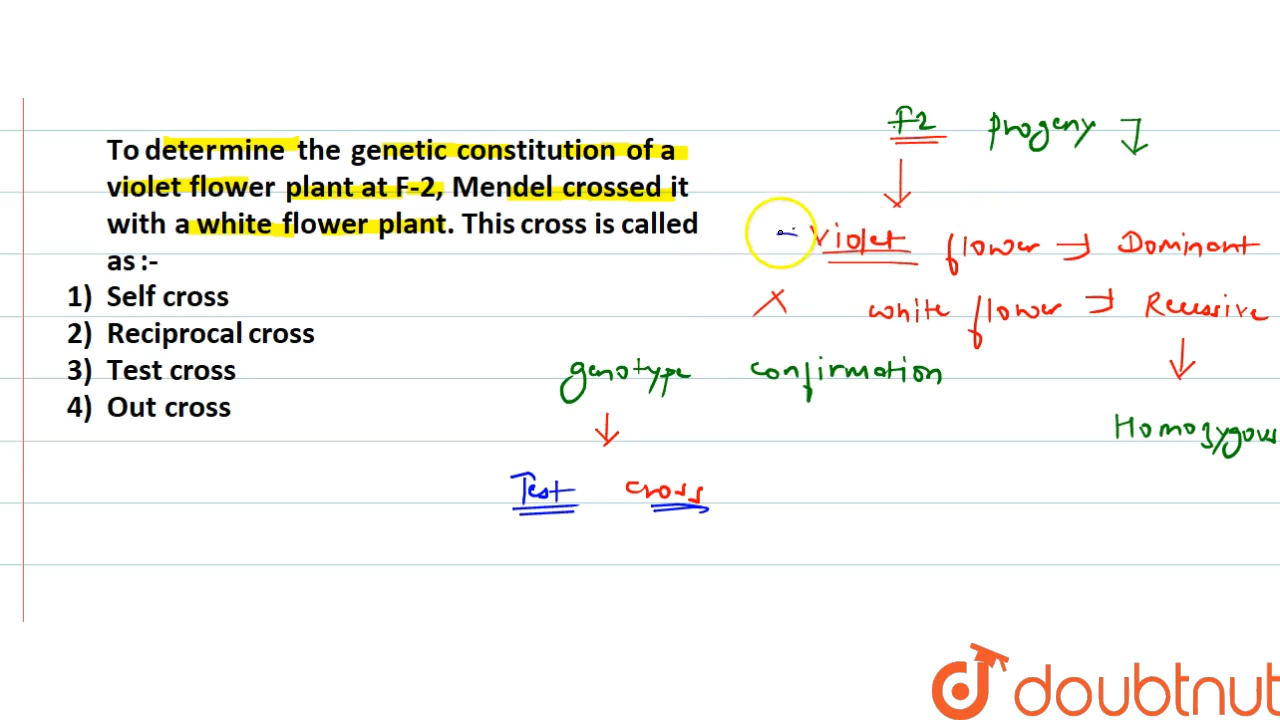 To determine the genetic constitution of a
violet flower plant at F-2, Mendel crossed it
with a white flower plant. This cross is called
as :-
1) Self cross
2) Reciprocal cross
3) Test cross
4) Out cross
F2 Progeny
Violet flower → Dominant
X white flower → Recessive
genotype confirmation
Homozygous
Test cross
doubtnut